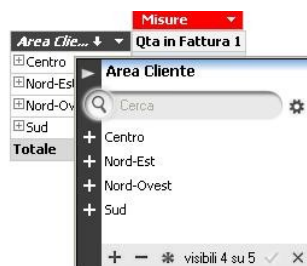 Misure
Area Clie... Qta in Fattura 1
Centro
Nord-Est
Nord-Ov
Sud
Totale
Area Cliente
Cerca
Centro
Nord-Est
Nord-Ovest
Sud
visibili 4 su 5